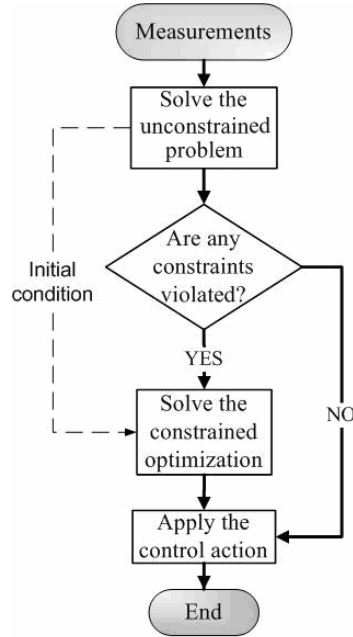 Measurements
Solve the
unconstrained
problem
Are any
constraints
violated?
Initial
condition
YES
Solve the
constrained
optimization
NO
Apply the
control action
End